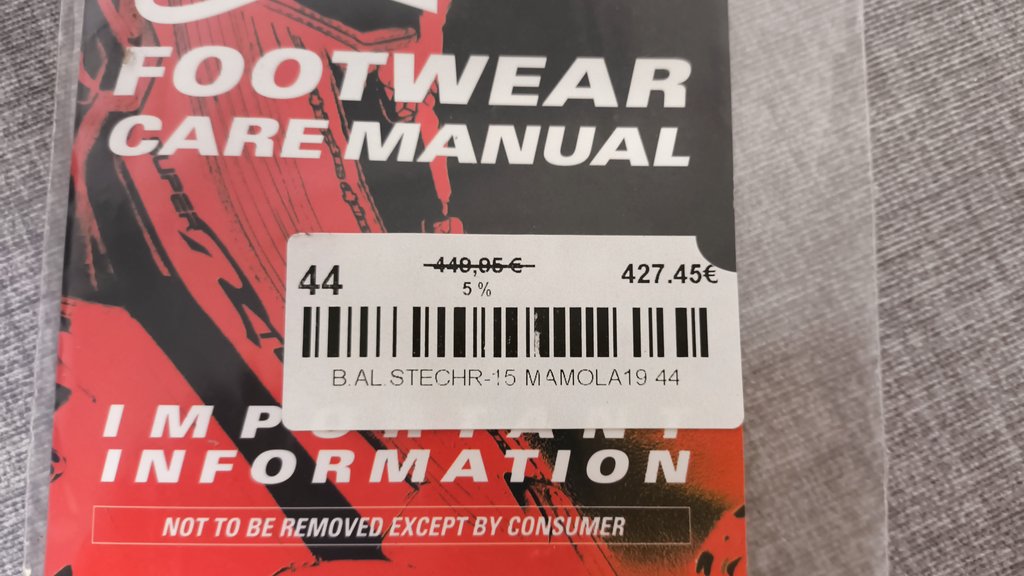 FOOTWEAR
CARE MANUAL
44 449,95 € 427.45€
5 %
B.AL.STECHR-15 MAMOLA19 44
IMPORTANT
INFORMATION
NOT TO BE REMOVED EXCEPT BY CONSUMER